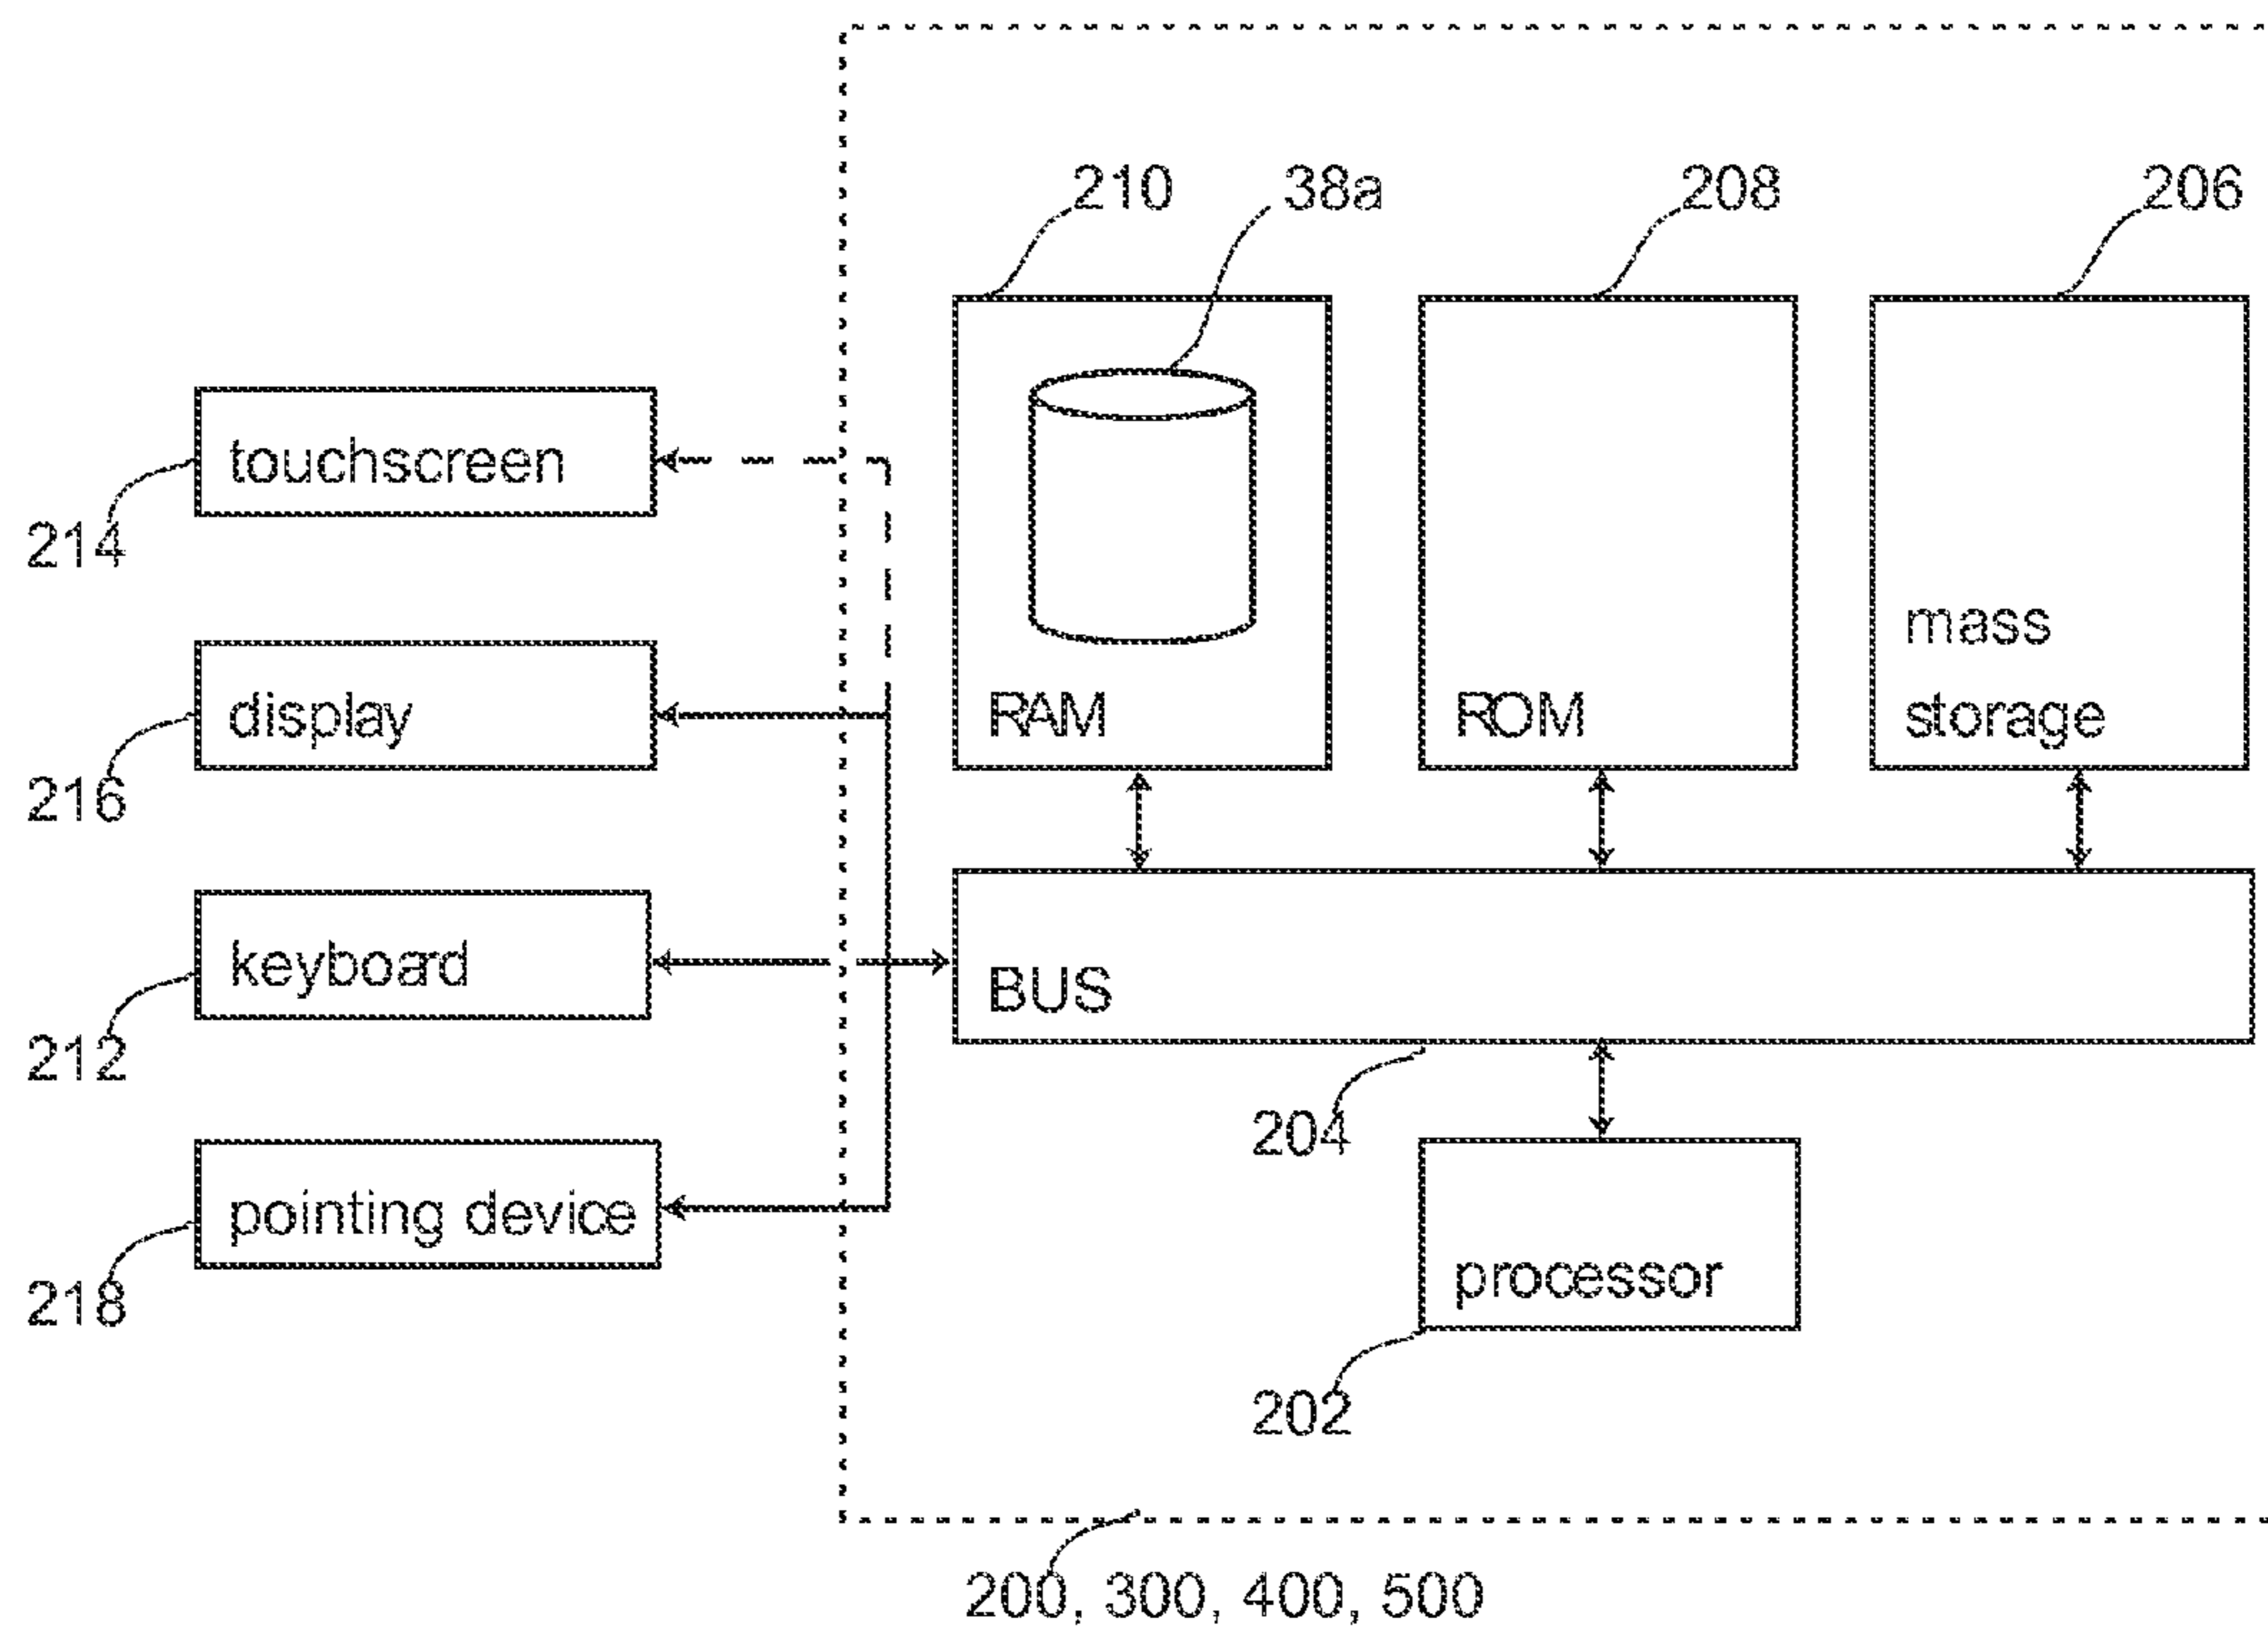 210 38a 208 206
touchscreen
214
mass
storage
RAM
ROM
display
216
keyboard
BUS
212
204
pointing device
218
processor
202
200, 300, 400, 500